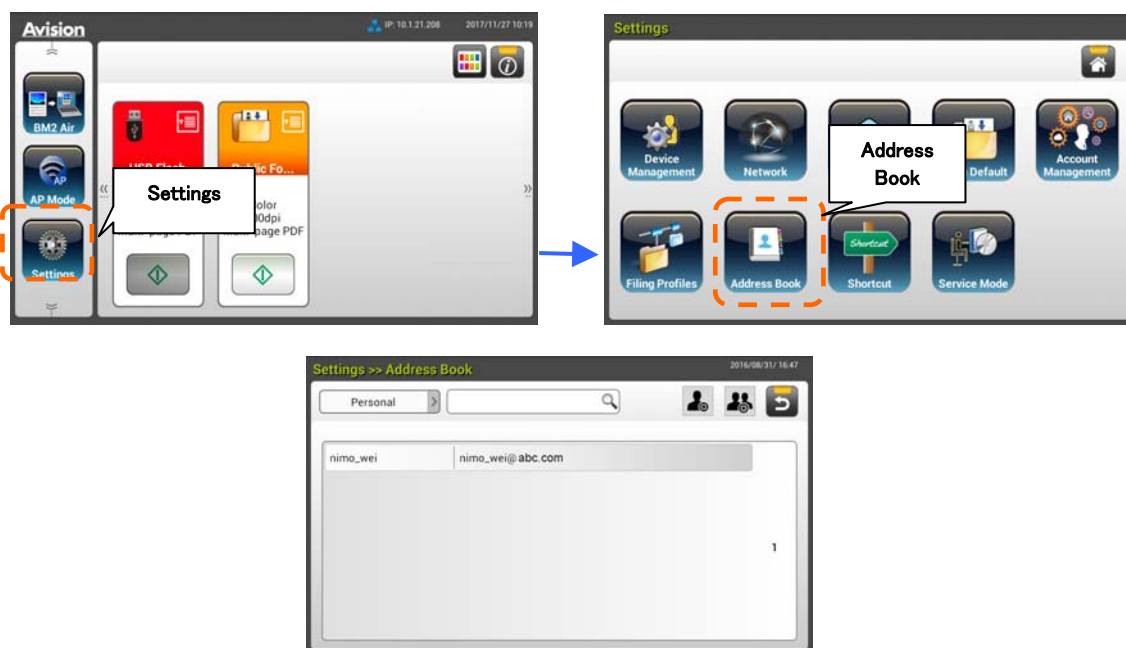 Avision
IP: 10.1.21.208 2017/11/27 10:19
BM2 Air
AP
AP Mode
Settings
Public Fo...
Settings
page PDF
Settings
Device
Management
Network
Default
Account
Management
Address
Book
Filing Profiles
Address Book
Shortcut
Shortcut
Service Mode
Settings >> Address Book 2016/08/31/ 16:47
Personal
nimo_wei nimo_wei@abc.com
1